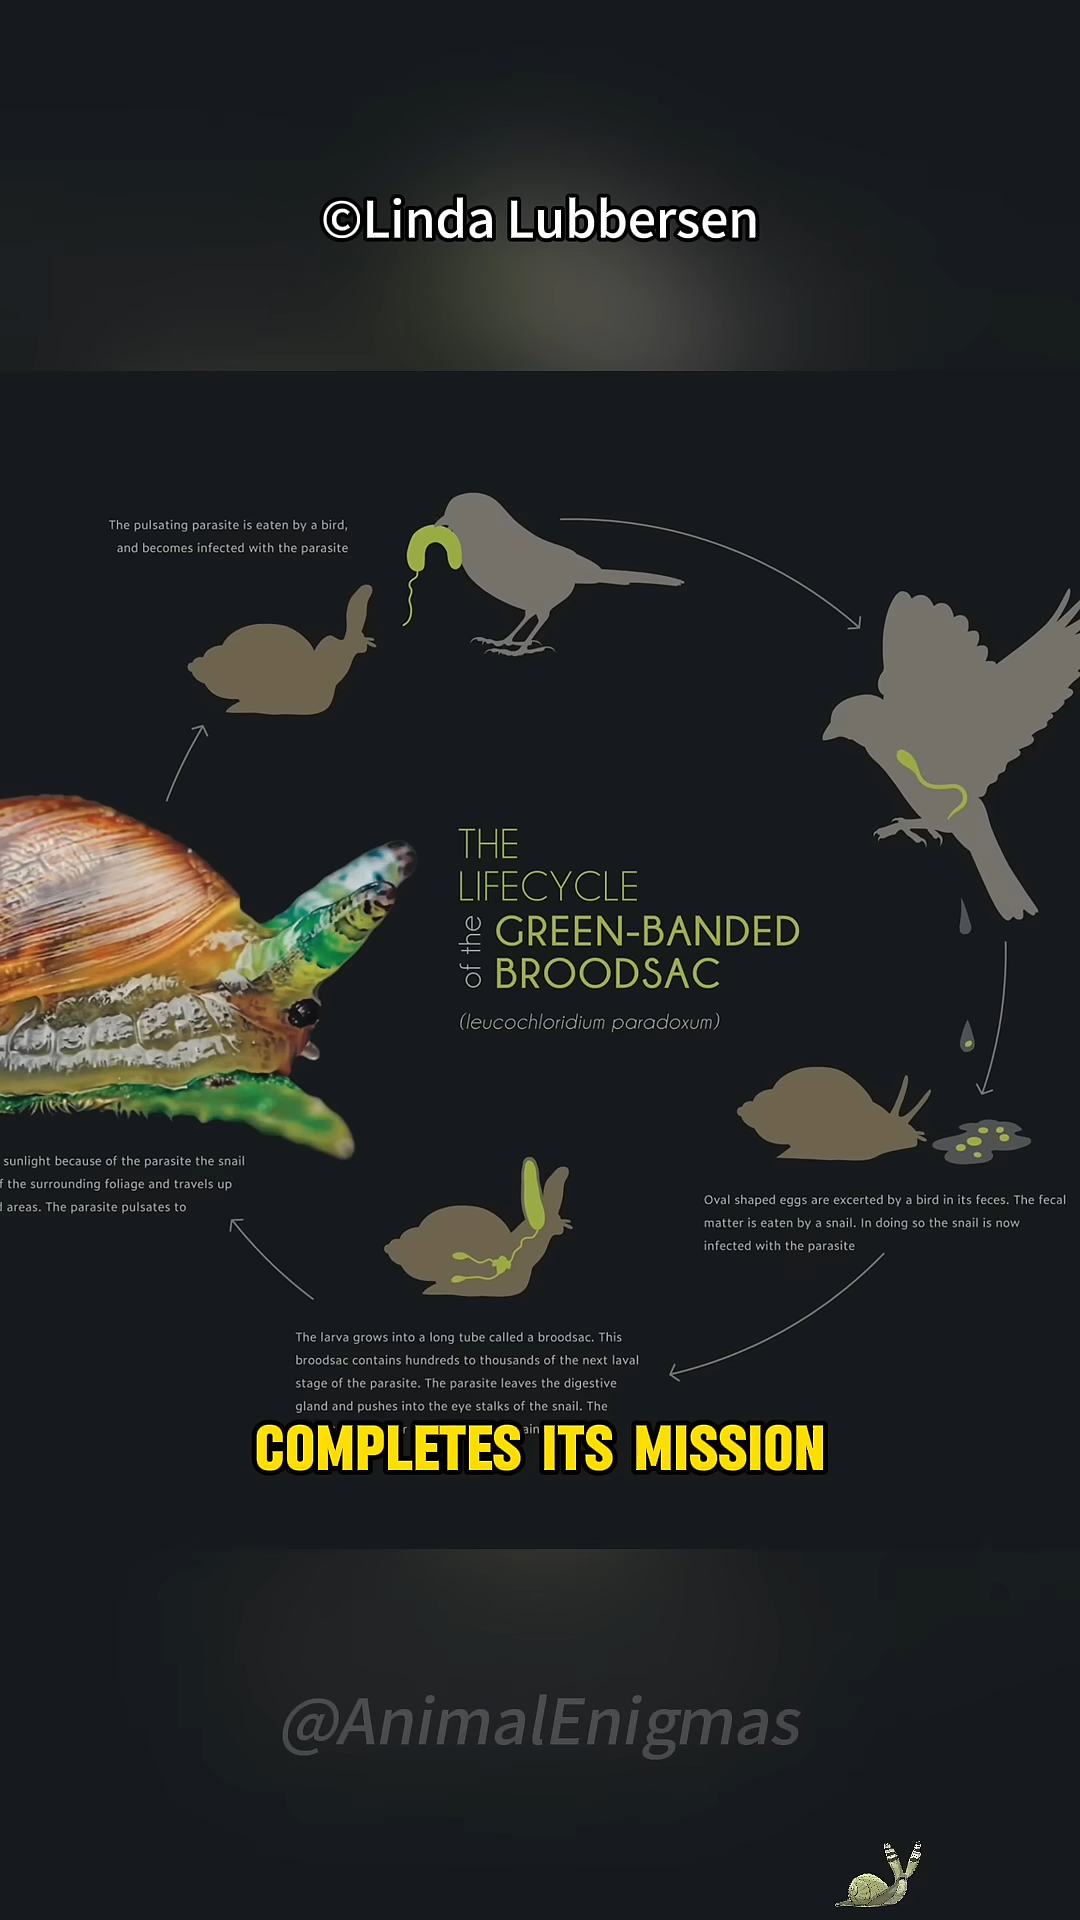 ©Linda Lubbersen
The pulsating parasite is eaten by a bird,
and becomes infected with the parasite
THE
LIFECYCLE
of the GREEN-BANDED
BROODSAC
(leucochloridium paradoxum)
sunlight because of the parasite the snail
f the surrounding foliage and travels up
areas. The parasite pulsates to
Oval shaped eggs are excerted by a bird in its feces. The fecal
matter is eaten by a snail. In doing so the snail is now
infected with the parasite
The larva grows into a long tube called a broodsac. This
broodsac contains hundreds to thousands of the next laval
stage of the parasite. The parasite leaves the digestive
gland and pushes into the eye stalks of the snail. The
COMPLETES ITS MISSION
@AnimalEnigmas